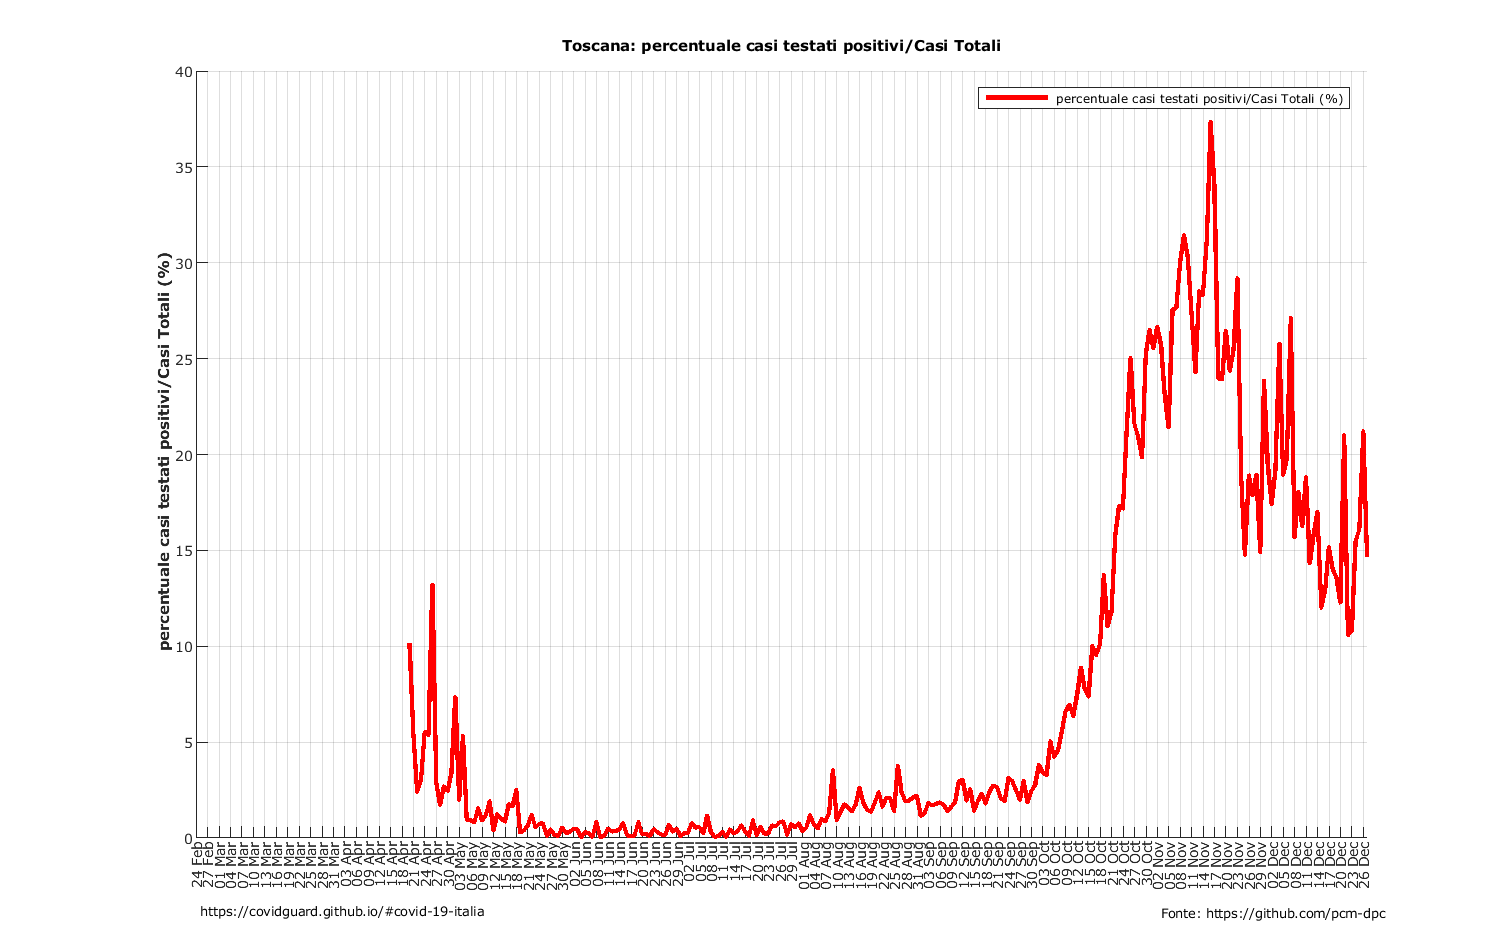 Toscana: percentuale casi testati positivi/Casi Totali
percentuale casi testati positivi/Casi Totali (%)
percentuale casi testati positivi/Casi Totali (%)
40
35
30
25
20
15
10
5
0
24 Feb
27 Feb
01 Mar
04 Mar
07 Mar
10 Mar
13 Mar
16 Mar
19 Mar
22 Mar
25 Mar
28 Mar
31 Mar
03 Apr
06 Apr
09 Apr
12 Apr
15 Apr
18 Apr
21 Apr
24 Apr
27 Apr
30 Apr
03 May
06 May
09 May
12 May
15 May
18 May
21 May
24 May
27 May
30 May
02 Jun
05 Jun
08 Jun
11 Jun
14 Jun
17 Jun
20 Jun
23 Jun
26 Jun
29 Jun
02 Jul
05 Jul
08 Jul
11 Jul
14 Jul
17 Jul
20 Jul
23 Jul
26 Jul
29 Jul
01 Aug
04 Aug
07 Aug
10 Aug
13 Aug
16 Aug
19 Aug
22 Aug
25 Aug
28 Aug
31 Aug
03 Sep
06 Sep
09 Sep
12 Sep
15 Sep
18 Sep
21 Sep
24 Sep
27 Sep
30 Sep
03 Oct
06 Oct
09 Oct
12 Oct
15 Oct
18 Oct
21 Oct
24 Oct
27 Oct
30 Oct
02 Nov
05 Nov
08 Nov
11 Nov
14 Nov
17 Nov
20 Nov
23 Nov
26 Nov
29 Nov
02 Dec
05 Dec
08 Dec
11 Dec
14 Dec
17 Dec
20 Dec
23 Dec
26 Dec
https://covidguard.github.io/#covid-19-italia
Fonte: https://github.com/pcm-dpc